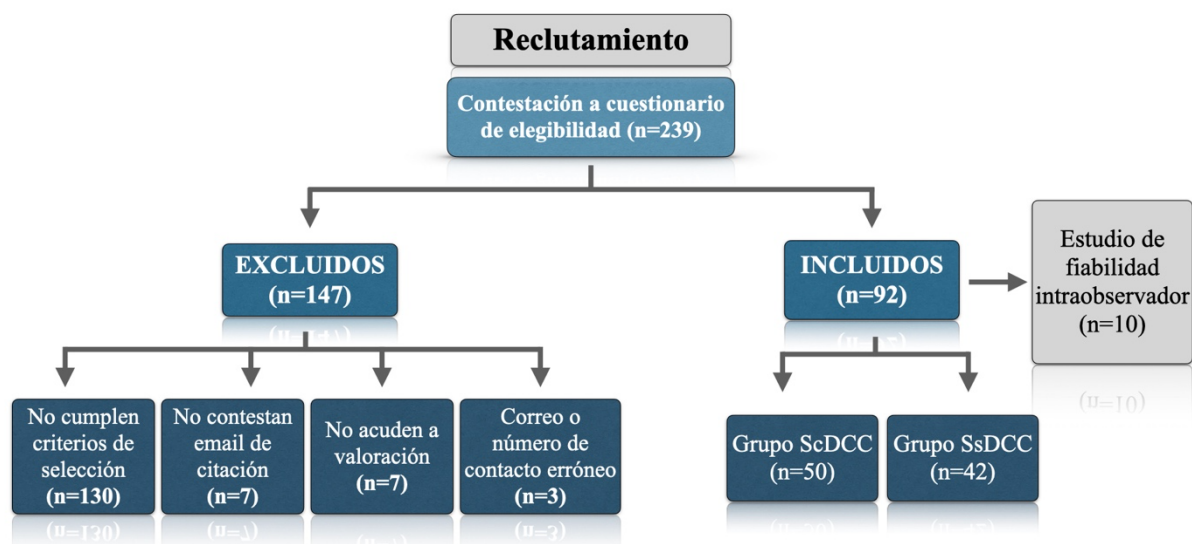 Reclutamiento
Contestación a cuestionario
de elegibilidad (n=239)
EXCLUIDOS
(n=147)
INCLUIDOS
(n=92)
Estudio de
fiabilidad
intraobservador
(n=10)
No cumplen
criterios de
selección
(n=130)
No contestan
email de
citación
(n=7)
No acuden a
valoración
(n=7)
Correo o
número de
contacto erróneo
(n=3)
Grupo ScDCC
(n=50)
Grupo SsDCC
(n=42)